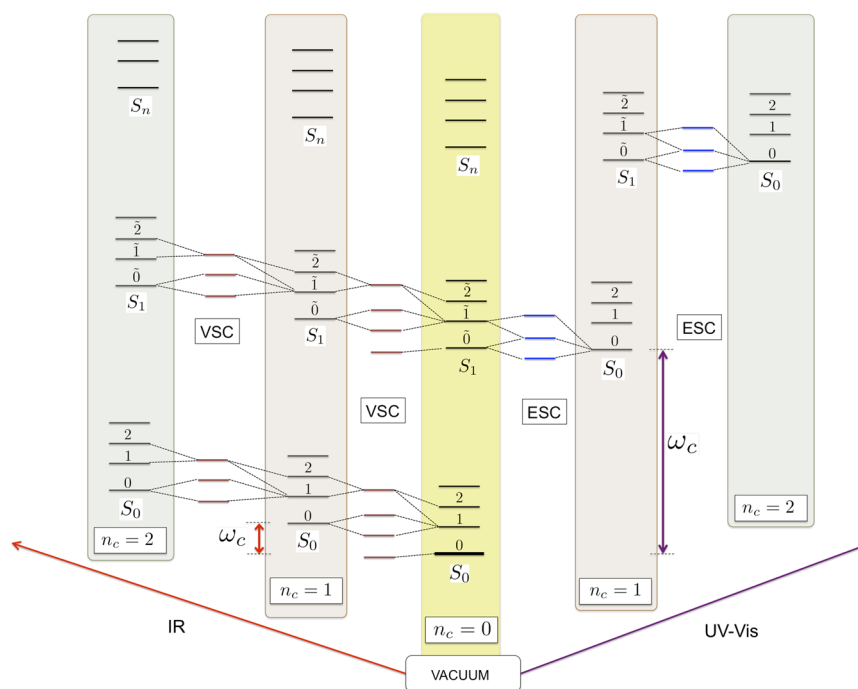 S_n
2̃
1̃
0̃
S_1
VSC
2
1
0
S_0
n_c = 2
S_n
2̃
1̃
0̃
S_1
VSC
2
1
0
S_0
ω_c
n_c = 1
S_n
2̃
1̃
0̃
S_1
2
1
0
S_0
n_c = 0
ESC
2̃
1̃
0̃
S_1
2
1
0
S_0
ω_c
n_c = 1
ESC
2
1
0
S_0
n_c = 2
IR
VACUUM
UV-Vis